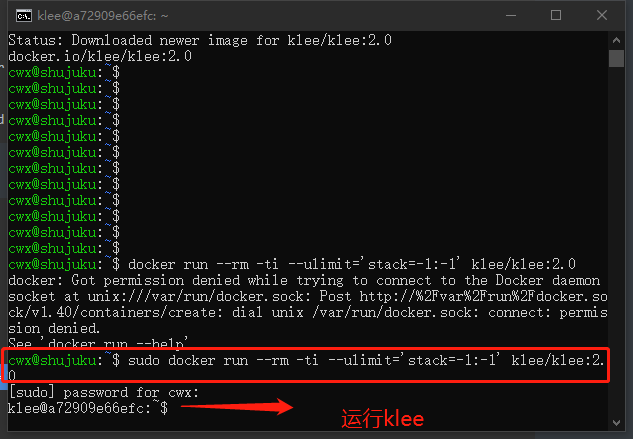 klee@a72909e66efc: ~
Status: Downloaded newer image for klee/klee:2.0
docker.io/klee/klee:2.0
cwx@shujuku:~$
cwx@shujuku:~$
cwx@shujuku:~$
cwx@shujuku:~$
cwx@shujuku:~$
cwx@shujuku:~$
cwx@shujuku:~$
cwx@shujuku:~$
cwx@shujuku:~$
cwx@shujuku:~$
cwx@shujuku:~$
cwx@shujuku:~$
cwx@shujuku:~$ docker run --rm -ti --ulimit='stack=-1:-1' klee/klee:2.0
docker: Got permission denied while trying to connect to the Docker daemon
socket at unix:///var/run/docker.sock: Post http://%2Fvar%2Frun%2Fdocker.so
ck/v1.40/containers/create: dial unix /var/run/docker.sock: connect: permis
sion denied.
See 'docker run --help'
cwx@shujuku:~$ sudo docker run --rm -ti --ulimit='stack=-1:-1' klee/klee:2.
0
[sudo] password for cwx:
klee@a72909e66efc:~$
运行klee